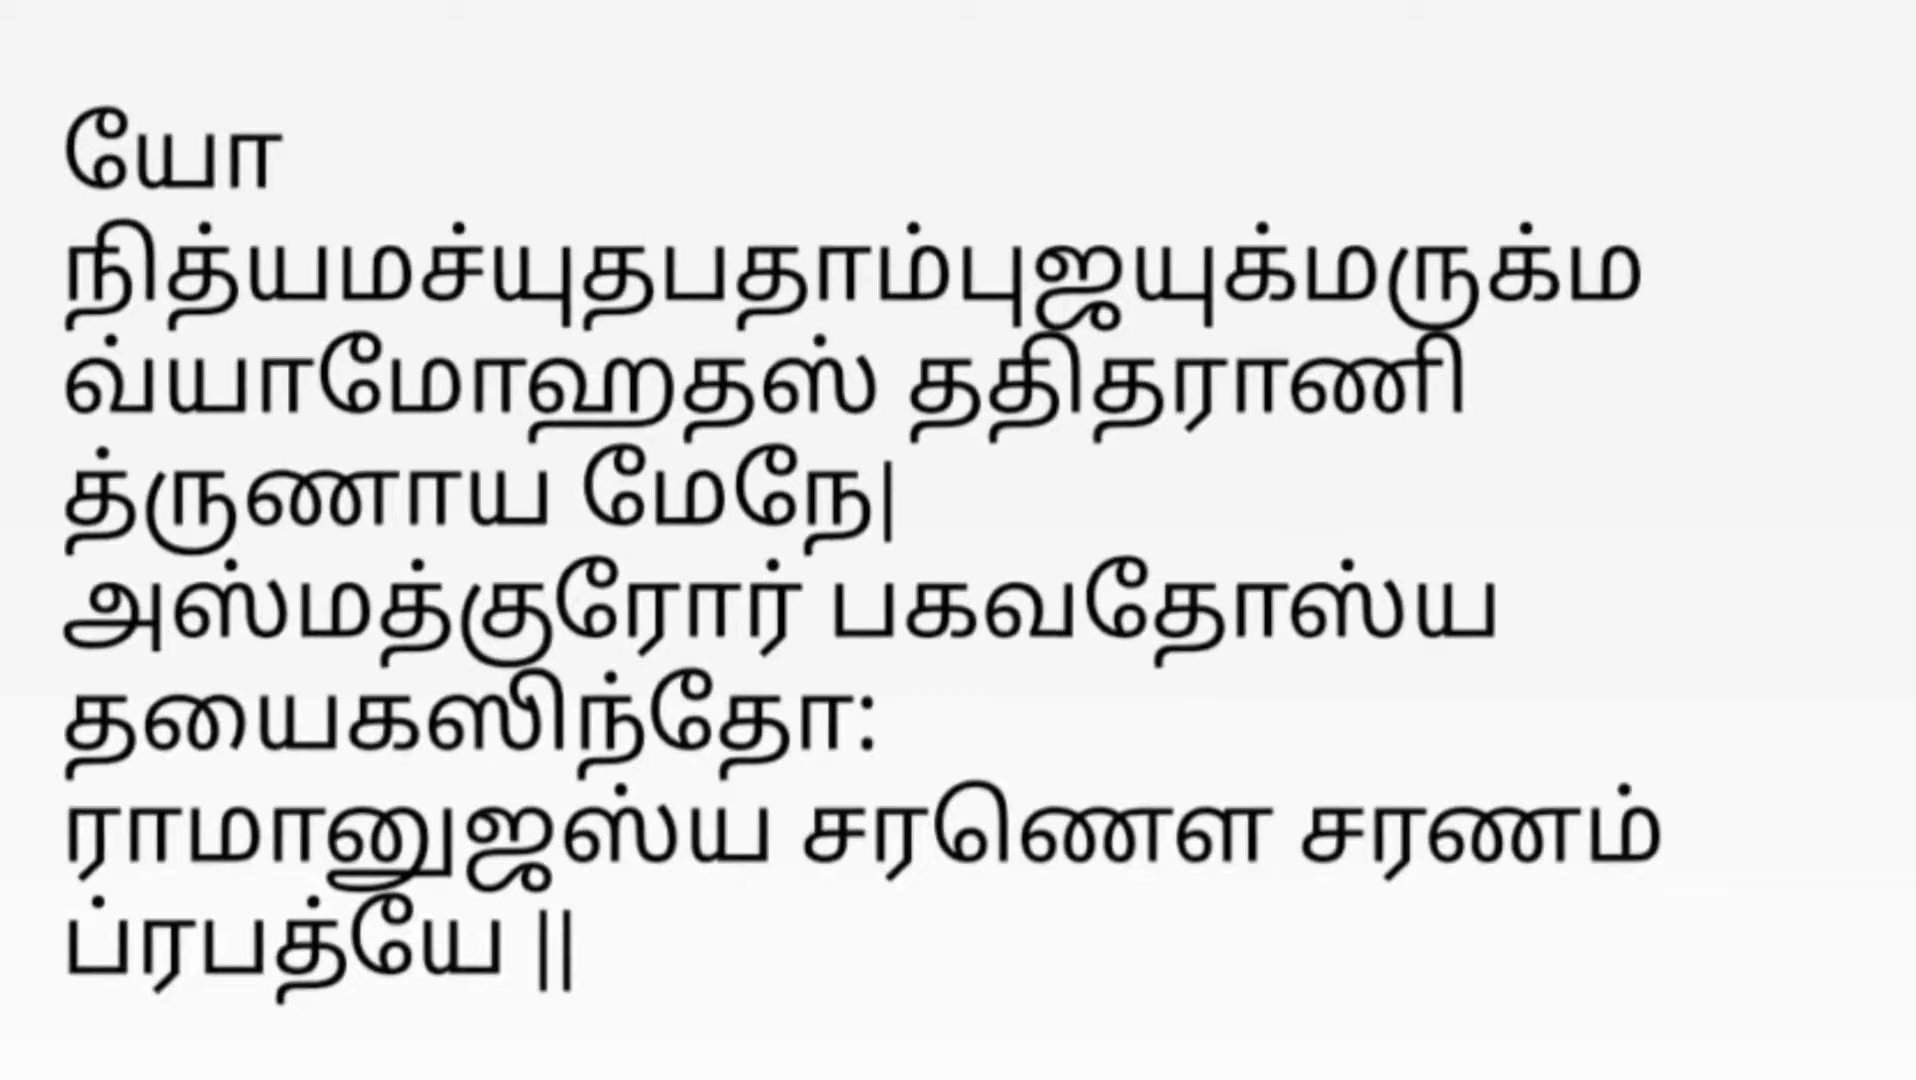 யோ
நித்யமச்யுதபதாம்புஜயுக்மருக்ம
வ்யாமோஹதஸ் ததிதராணி
த்ருணாய மேநே|
அஸ்மத்குரோர் பகவதோஸ்ய
தயைகஸிந்தோ:
ராமானுஜஸ்ய சரணௌ சரணம்
ப்ரபத்யே ||